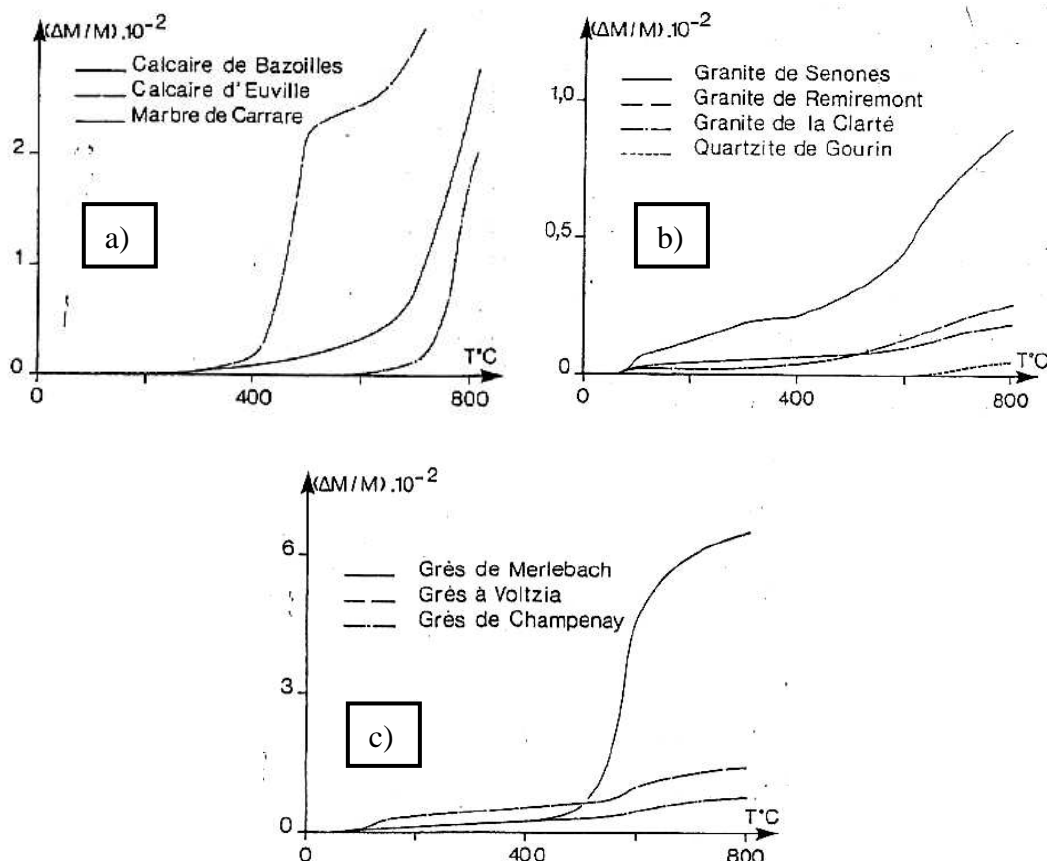 (ΔM/M).10⁻²
Calcaire de Bazoilles
Calcaire d'Euville
Marbre de Carrare
2
1
0
a)
T°C
0
400
800
(ΔM/M).10⁻²
Granite de Senones
Granite de Remiremont
Granite de la Clarté
Quartzite de Gourin
1,0
0,5
0
b)
T°C
0
400
800
(ΔM/M).10⁻²
Grès de Merlebach
Grès à Voltzia
Grès de Champenay
6
3
0
c)
T°C
0
400
800